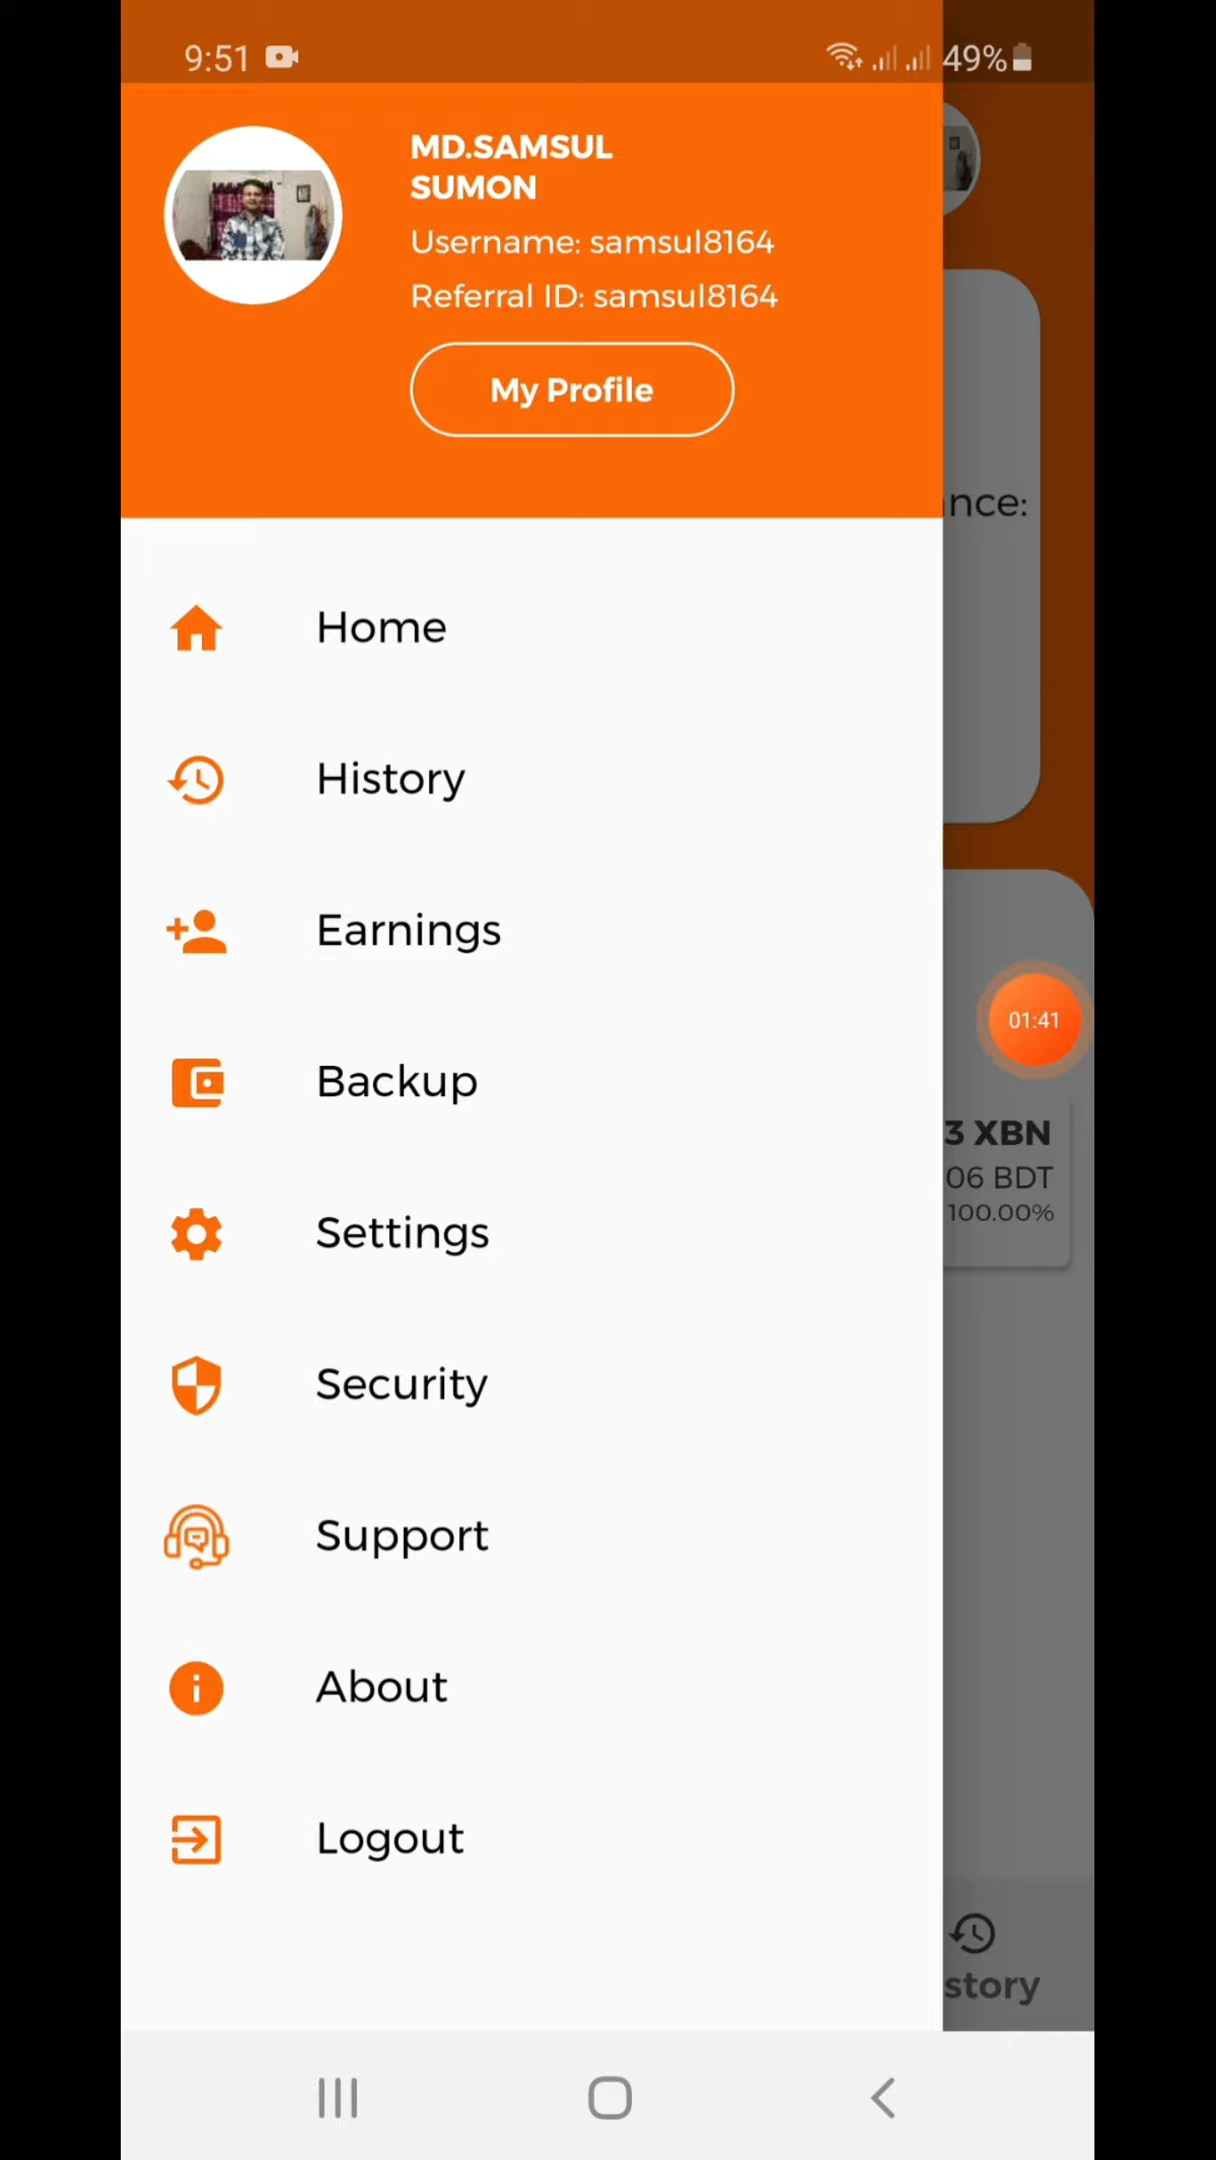 9:51
49%
MD.SAMSUL
SUMON
Username: samsul8164
Referral ID: samsul8164
My Profile
nce:
Home
History
Earnings
01:41
Backup
3 XBN
06 BDT
100.00%
Settings
Security
Support
About
Logout
story